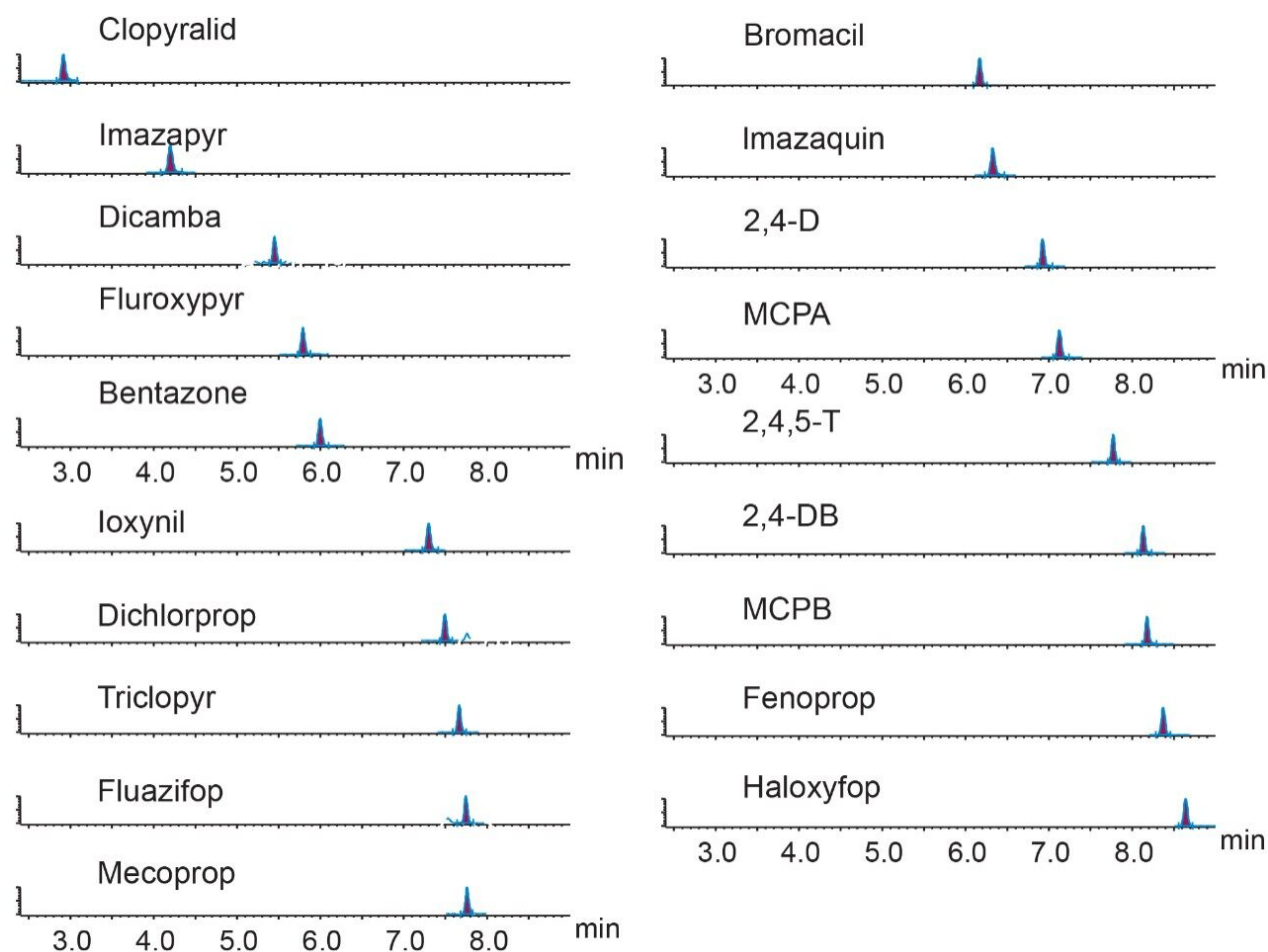 Clopyralid
Imazapyr
Dicamba
Fluroxypyr
Bentazone
3.0 4.0 5.0 6.0 7.0 8.0 min
Ioxynil
Dichlorprop
Triclopyr
Fluazifop
Mecoprop
3.0 4.0 5.0 6.0 7.0 8.0 min
Bromacil
Imazaquin
2,4-D
MCPA
3.0 4.0 5.0 6.0 7.0 8.0 min
2,4,5-T
2,4-DB
MCPB
Fenoprop
Haloxyfop
3.0 4.0 5.0 6.0 7.0 8.0 min